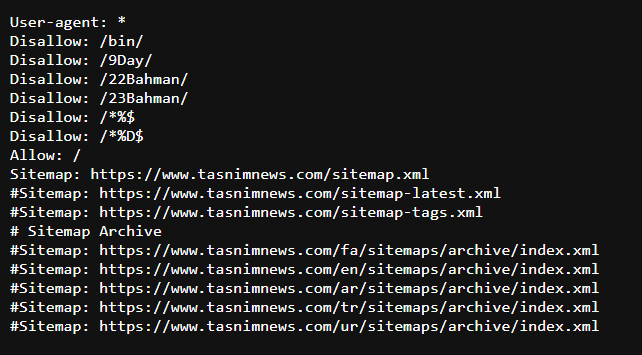 User-agent: *
Disallow: /bin/
Disallow: /9Day/
Disallow: /22Bahman/
Disallow: /23Bahman/
Disallow: /*%$
Disallow: /*%D$
Allow: /
Sitemap: https://www.tasnimnews.com/sitemap.xml
#Sitemap: https://www.tasnimnews.com/sitemap-latest.xml
#Sitemap: https://www.tasnimnews.com/sitemap-tags.xml
# Sitemap Archive
#Sitemap: https://www.tasnimnews.com/fa/sitemaps/archive/index.xml
#Sitemap: https://www.tasnimnews.com/en/sitemaps/archive/index.xml
#Sitemap: https://www.tasnimnews.com/ar/sitemaps/archive/index.xml
#Sitemap: https://www.tasnimnews.com/tr/sitemaps/archive/index.xml
#Sitemap: https://www.tasnimnews.com/ur/sitemaps/archive/index.xml